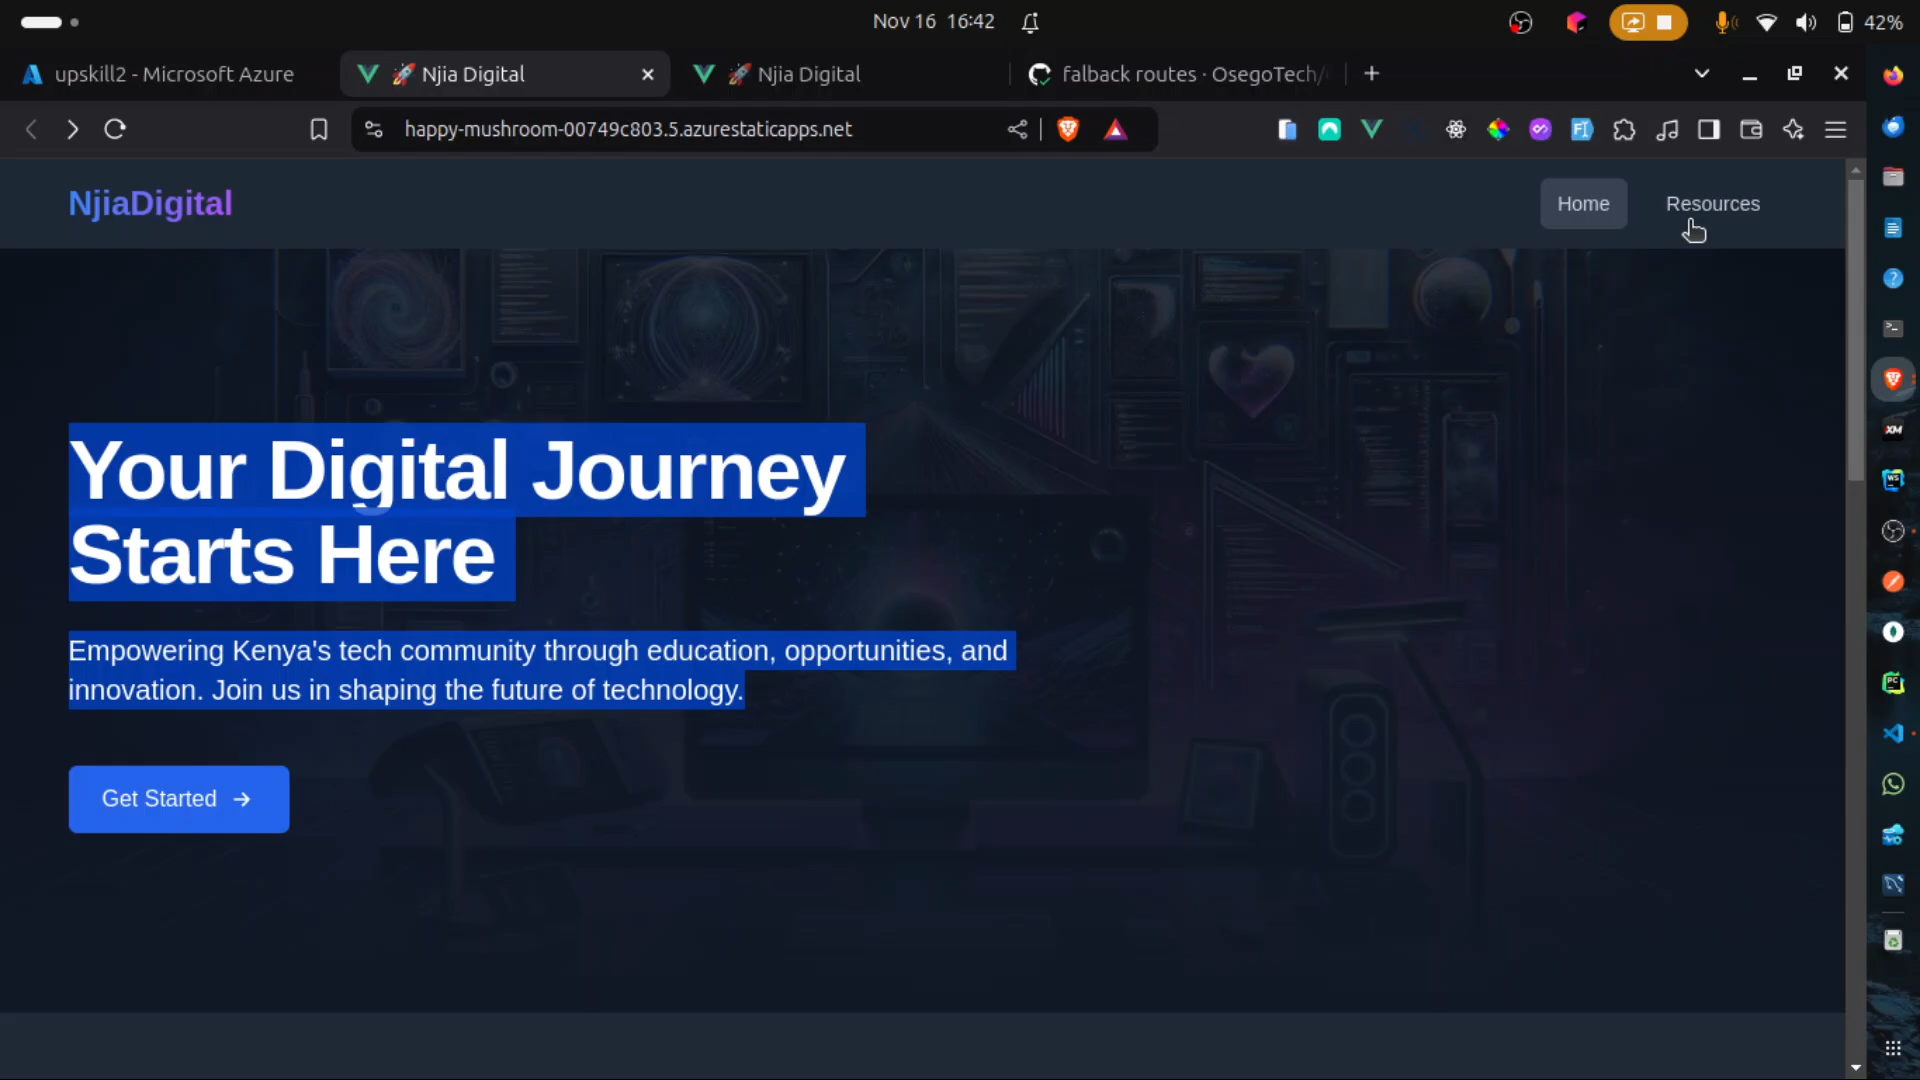 Nov 16 16:42
42%
upskill2 - Microsoft Azure
🚀 Njia Digital
🚀 Njia Digital
falback routes · OsegoTech/
happy-mushroom-00749c803.5.azurestaticapps.net
NjiaDigital
Home
Resources
Your Digital Journey
Starts Here
Empowering Kenya's tech community through education, opportunities, and
innovation. Join us in shaping the future of technology.
Get Started →